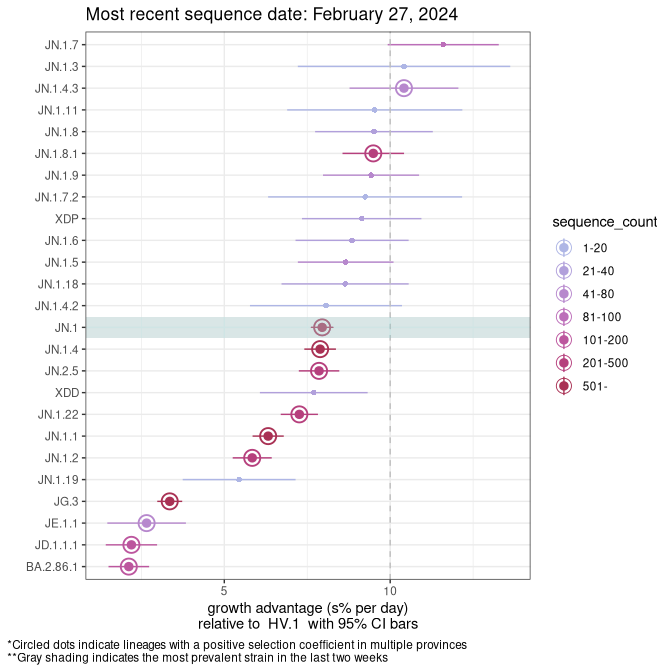 Most recent sequence date: February 27, 2024
JN.1.7
JN.1.3
JN.1.4.3
JN.1.11
JN.1.8
JN.1.8.1
JN.1.9
JN.1.7.2
XDP
JN.1.6
JN.1.5
JN.1.18
JN.1.4.2
JN.1
JN.1.4
JN.2.5
XDD
JN.1.22
JN.1.1
JN.1.2
JN.1.19
JG.3
JE.1.1
JD.1.1.1
BA.2.86.1
5 10
growth advantage (s% per day)
relative to HV.1 with 95% CI bars
sequence_count
1-20
21-40
41-80
81-100
101-200
201-500
501-
*Circled dots indicate lineages with a positive selection coefficient in multiple provinces
**Gray shading indicates the most prevalent strain in the last two weeks